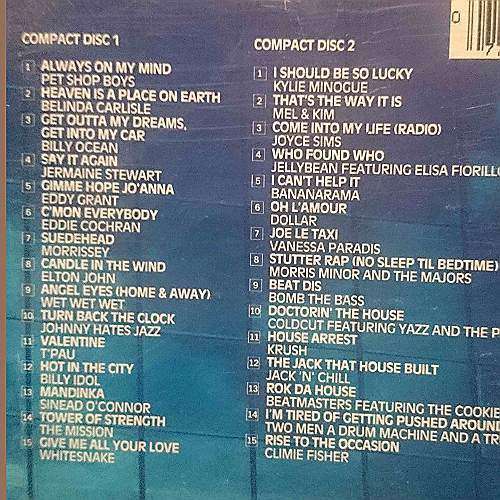 COMPACT DISC 1
1 ALWAYS ON MY MIND
PET SHOP BOYS
2 HEAVEN IS A PLACE ON EARTH
BELINDA CARLISLE
3 GET OUTTA MY DREAMS,
GET INTO MY CAR
BILLY OCEAN
4 SAY IT AGAIN
JERMAINE STEWART
5 GIMME HOPE JO'ANNA
EDDY GRANT
6 C'MON EVERYBODY
EDDIE COCHRAN
7 SUEDEHEAD
MORRISSEY
8 CANDLE IN THE WIND
ELTON JOHN
9 ANGEL EYES (HOME & AWAY)
WET WET WET
10 TURN BACK THE CLOCK
JOHNNY HATES JAZZ
11 VALENTINE
T'PAU
12 HOT IN THE CITY
BILLY IDOL
13 MANDINKA
SINEAD O'CONNOR
14 TOWER OF STRENGTH
THE MISSION
15 GIVE ME ALL YOUR LOVE
WHITESNAKE
COMPACT DISC 2
1 I SHOULD BE SO LUCKY
KYLIE MINOGUE
2 THAT'S THE WAY IT IS
MEL & KIM
3 COME INTO MY LIFE (RADIO)
JOYCE SIMS
4 WHO FOUND WHO
JELLYBEAN FEATURING ELISA FIORILLO
5 I CAN'T HELP IT
BANANARAMA
6 OH L'AMOUR
DOLLAR
7 JOE LE TAXI
VANESSA PARADIS
8 STUTTER RAP (NO SLEEP TIL BEDTIME)
MORRIS MINOR AND THE MAJORS
9 BEAT DIS
BOMB THE BASS
10 DOCTORIN' THE HOUSE
COLDCUT FEATURING YAZZ AND THE P
11 HOUSE ARREST
KRUSH
12 THE JACK THAT HOUSE BUILT
JACK 'N' CHILL
13 ROK DA HOUSE
BEATMASTERS FEATURING THE COOKIE
14 I'M TIRED OF GETTING PUSHED AROUND
TWO MEN A DRUM MACHINE AND A TR
15 RISE TO THE OCCASION
CLIMIE FISHER
0